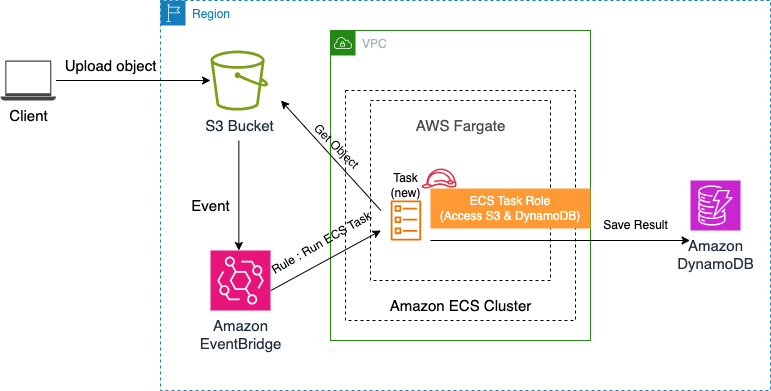 Region
VPC
Upload object
Client
S3 Bucket
AWS Fargate
Get Object
Task
(new)
ECS Task Role
(Access S3 & DynamoDB)
Event
Rule : Run ECS Task
Save Result
Amazon
DynamoDB
Amazon ECS Cluster
Amazon
EventBridge